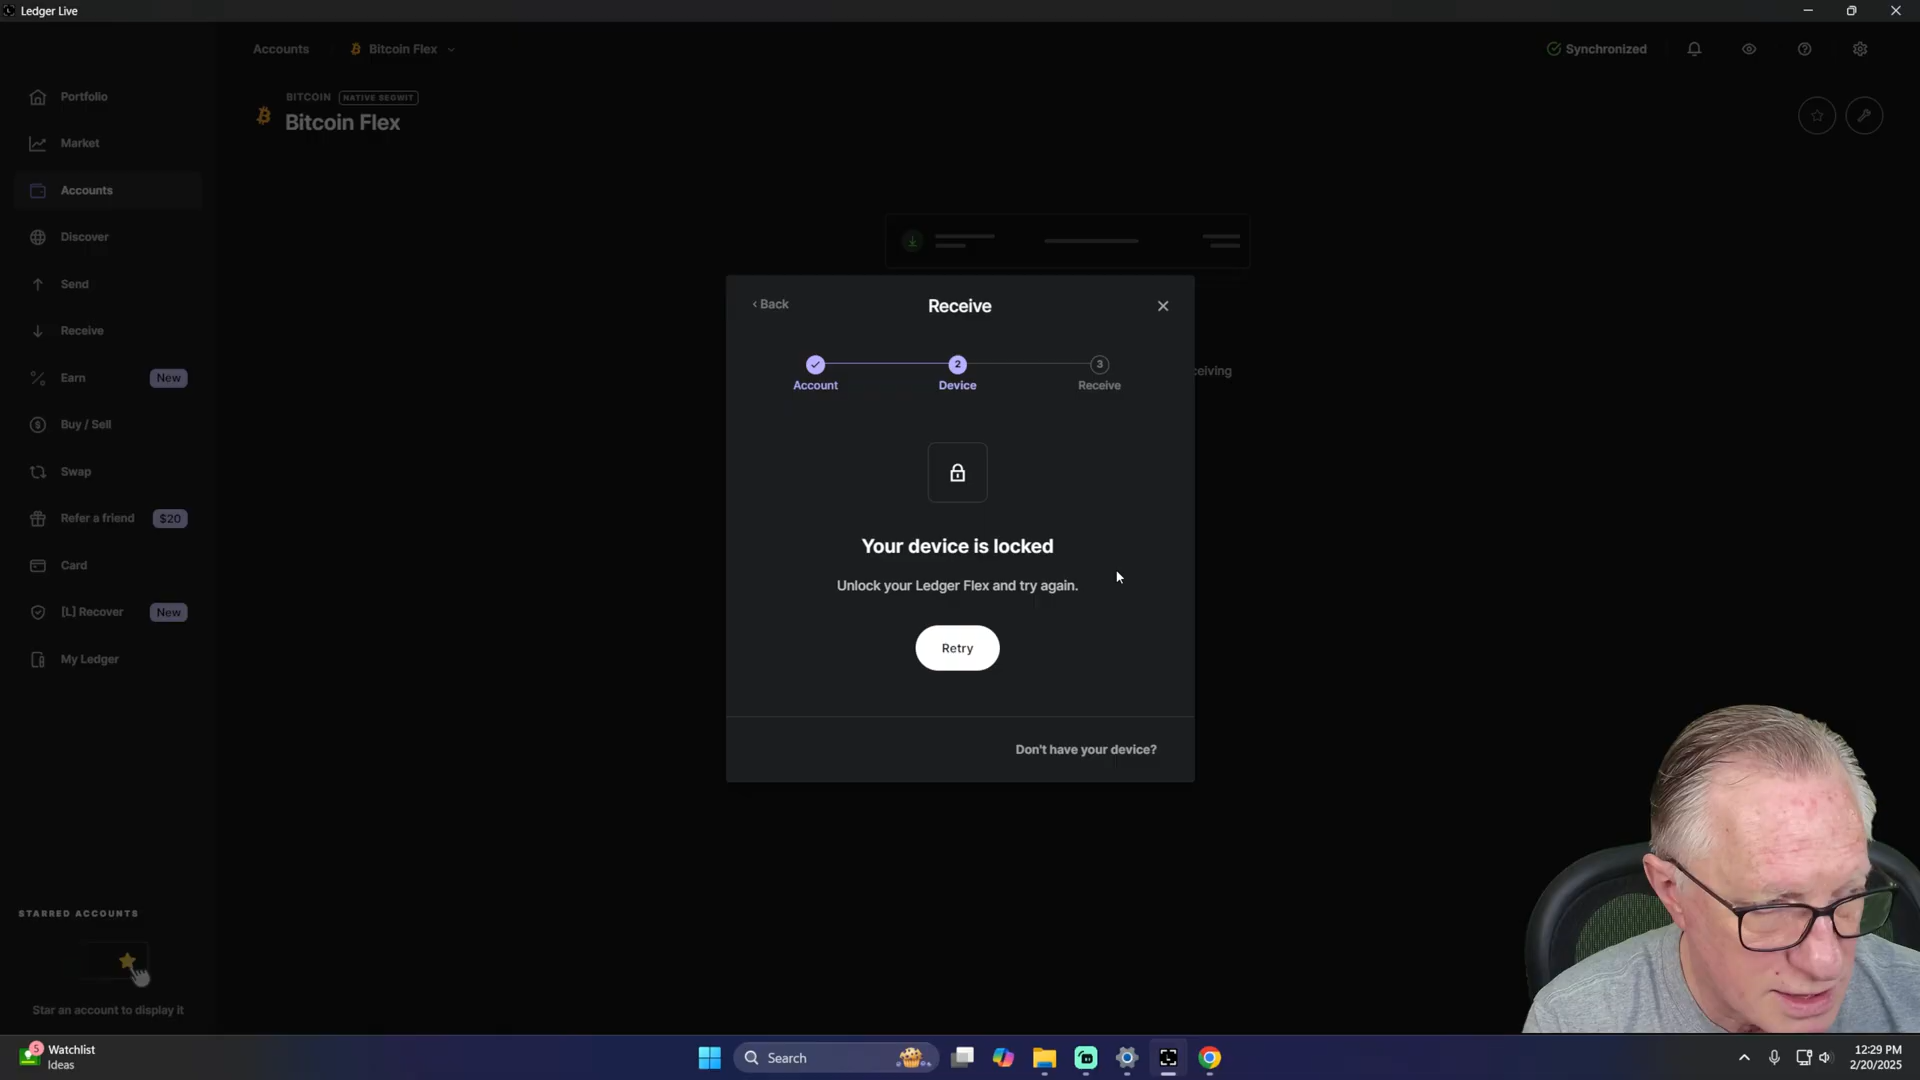 Ledger Live
Accounts
Bitcoin Flex
Synchronized
BITCOIN
NATIVE SEGWIT
Bitcoin Flex
Portfolio
Market
Accounts
Discover
Send
Receive
Earn
New
Buy / Sell
Swap
Refer a friend
$20
Card
[L] Recover
New
My Ledger
STARRED ACCOUNTS
Star an account to display it
‹ Back
Receive
2
3
Account
Device
Receive
ceiving
Your device is locked
Unlock your Ledger Flex and try again.
Retry
Don't have your device?
5
Watchlist
Ideas
Search
12:29 PM
2/20/2025